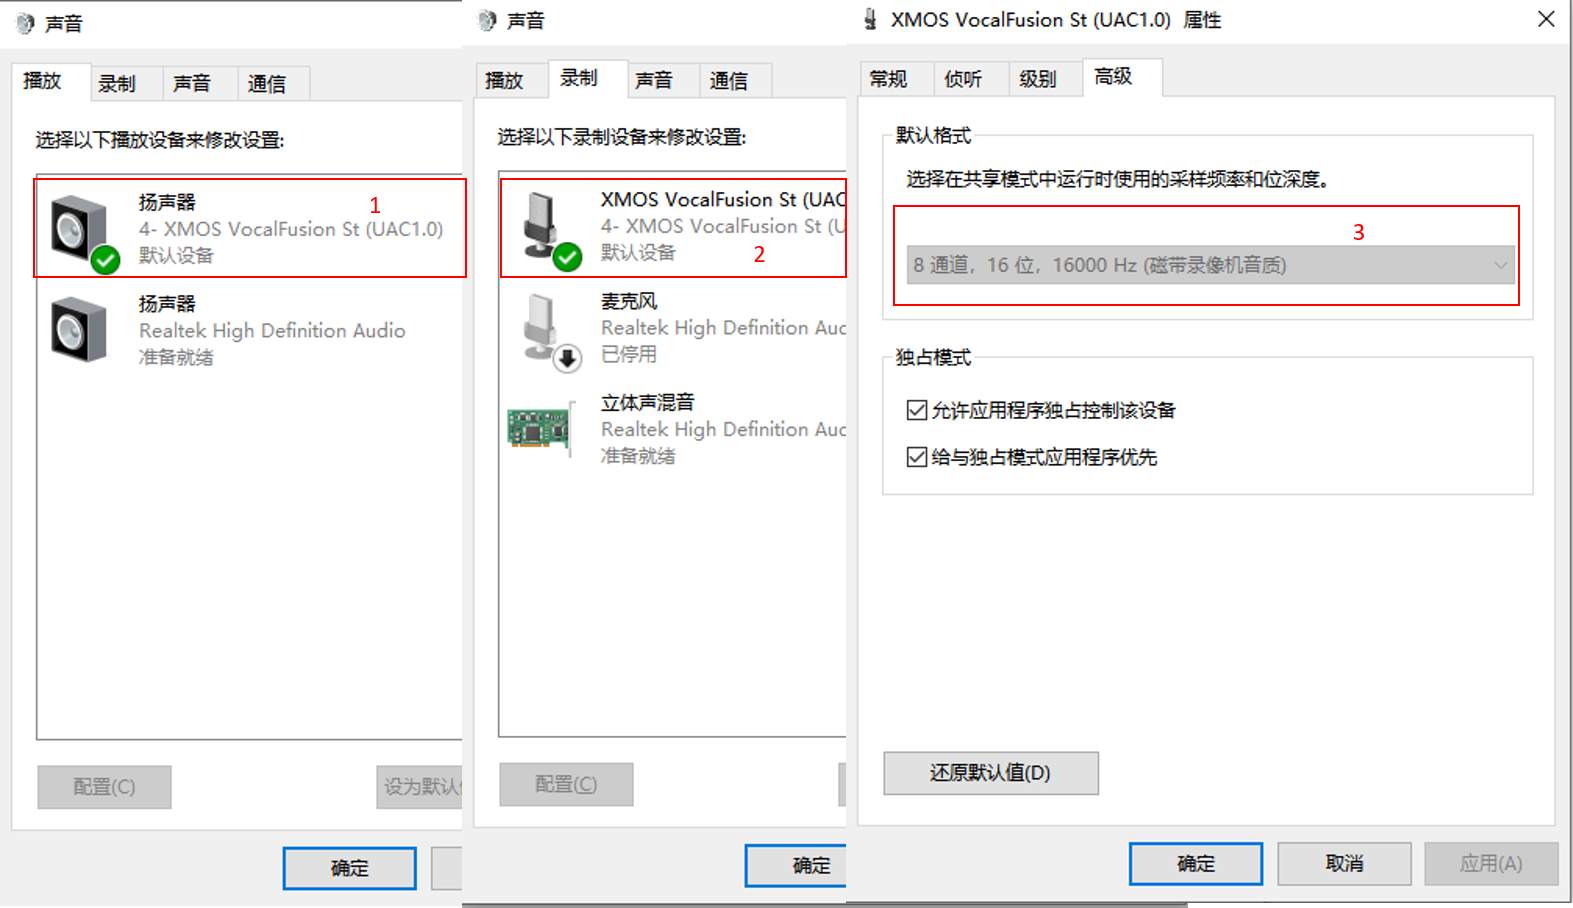 声音
播放
录制
声音
通信
选择以下播放设备来修改设置:
扬声器
4- XMOS VocalFusion St (UAC1.0)
默认设备
1
扬声器
Realtek High Definition Audio
准备就绪
配置(C)
设为默认
确定
声音
播放
录制
声音
通信
选择以下录制设备来修改设置:
XMOS VocalFusion St (UAC
4- XMOS VocalFusion St (U
默认设备
2
麦克风
Realtek High Definition Aud
已停用
立体声混音
Realtek High Definition Aud
准备就绪
配置(C)
确定
XMOS VocalFusion St (UAC1.0) 属性
常规
侦听
级别
高级
默认格式
选择在共享模式中运行时使用的采样频率和位深度。
3
8 通道, 16 位, 16000 Hz (磁带录像机音质)
独占模式
允许应用程序独占控制该设备
给与独占模式应用程序优先
还原默认值(D)
确定
取消
应用(A)